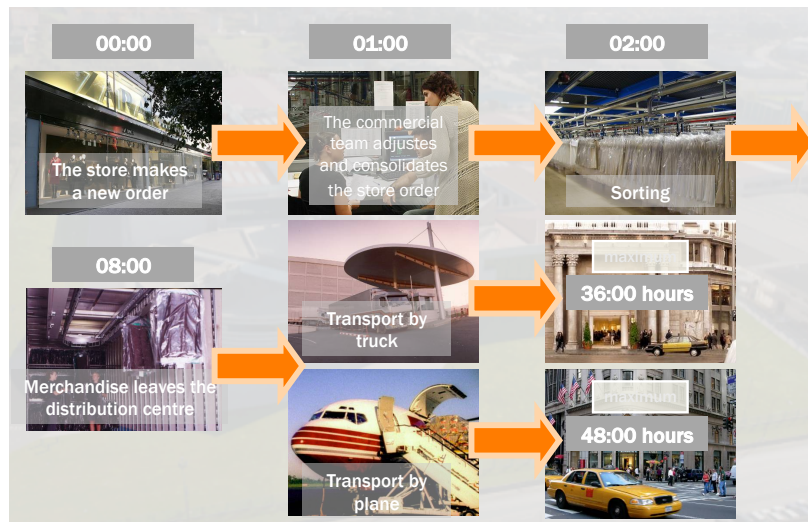 00:00
01:00
02:00
ZARA
The store makes
a new order
The commercial
team adjustes
and consolidates
the store order
Sorting
08:00
Merchandise leaves the
distribution centre
Transport by
truck
maximum
36:00 hours
Transport by
plane
maximum
48:00 hours